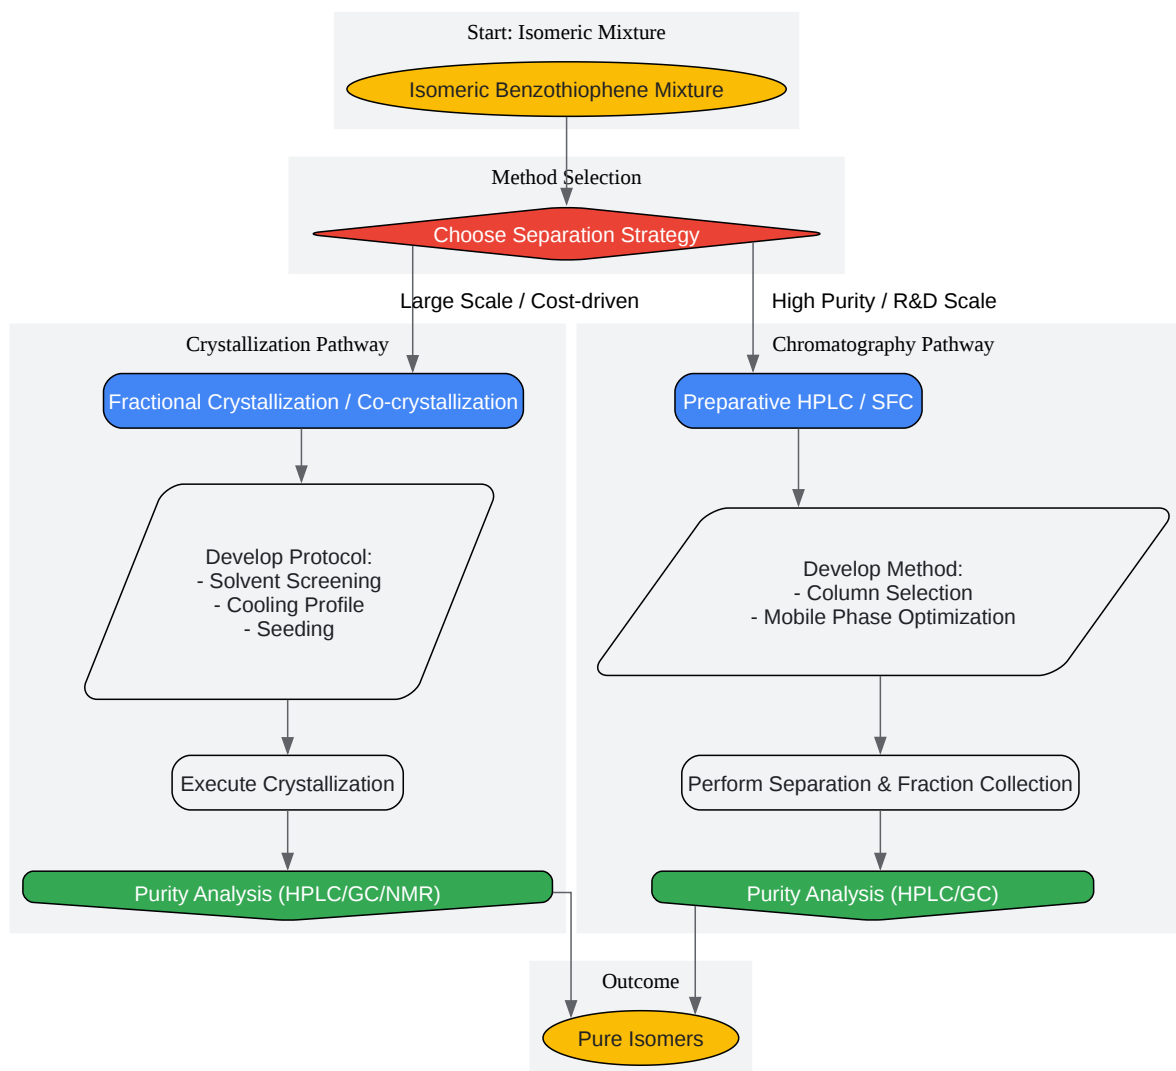 Start: Isomeric Mixture
Isomeric Benzothiophene Mixture
Method Selection
Choose Separation Strategy
Large Scale / Cost-driven
High Purity / R&D Scale
Crystallization Pathway
Fractional Crystallization / Co-crystallization
Develop Protocol:
- Solvent Screening
- Cooling Profile
- Seeding
Execute Crystallization
Purity Analysis (HPLC/GC/NMR)
Chromatography Pathway
Preparative HPLC / SFC
Develop Method:
- Column Selection
- Mobile Phase Optimization
Perform Separation & Fraction Collection
Purity Analysis (HPLC/GC)
Outcome
Pure Isomers